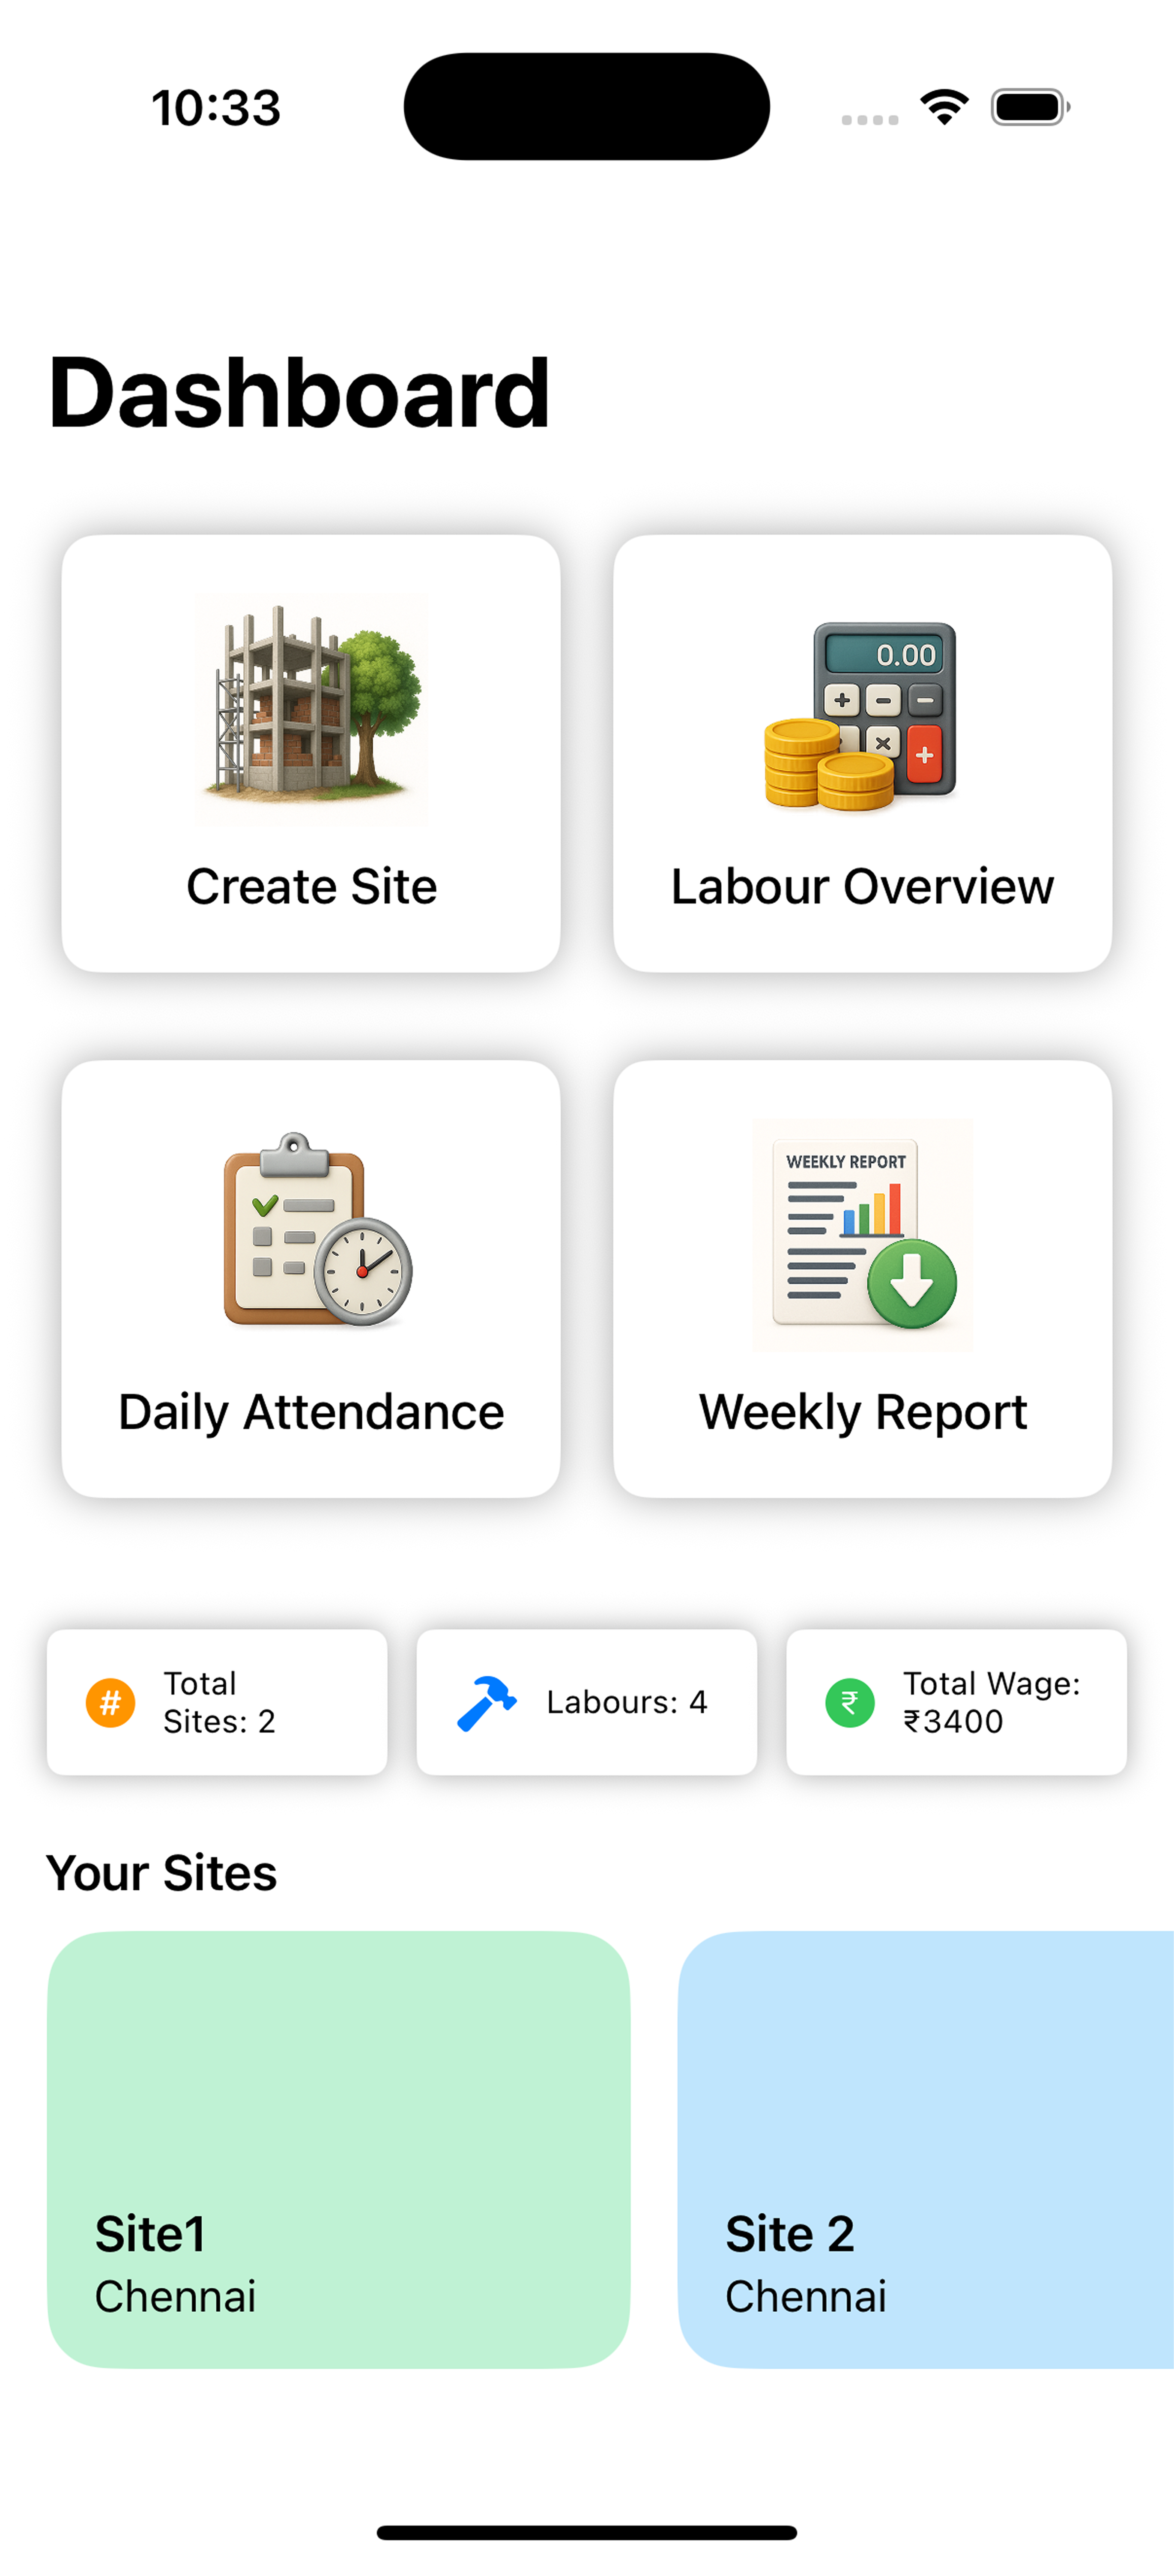 10:33
Dashboard
0.00
Create Site
Labour Overview
WEEKLY REPORT
Daily Attendance
Weekly Report
Total
Sites: 2
Labours: 4
Total Wage:
₹3400
Your Sites
Site1
Chennai
Site 2
Chennai